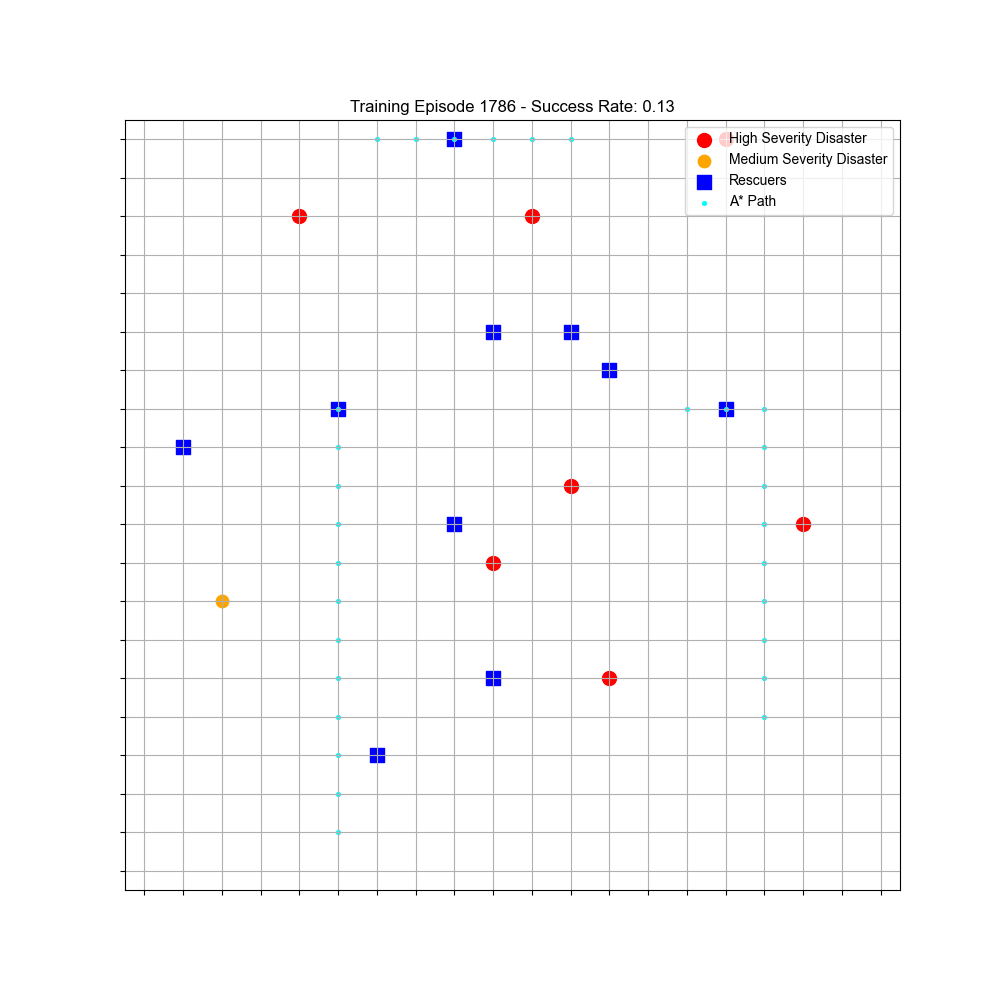 Training Episode 1786 - Success Rate: 0.13
High Severity Disaster
Medium Severity Disaster
Rescuers
A* Path